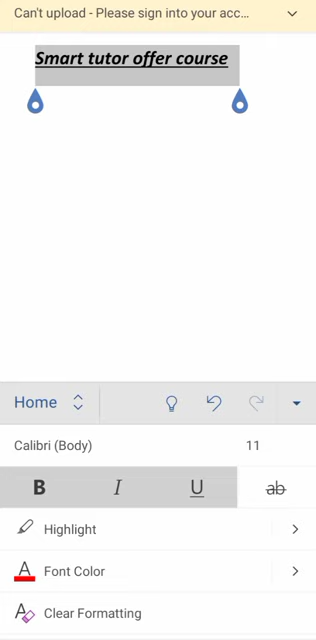 Can't upload - Please sign into your acc...
Smart tutor offer course
Home
Calibri (Body) 11
B I U ab
Highlight
A Font Color
A Clear Formatting